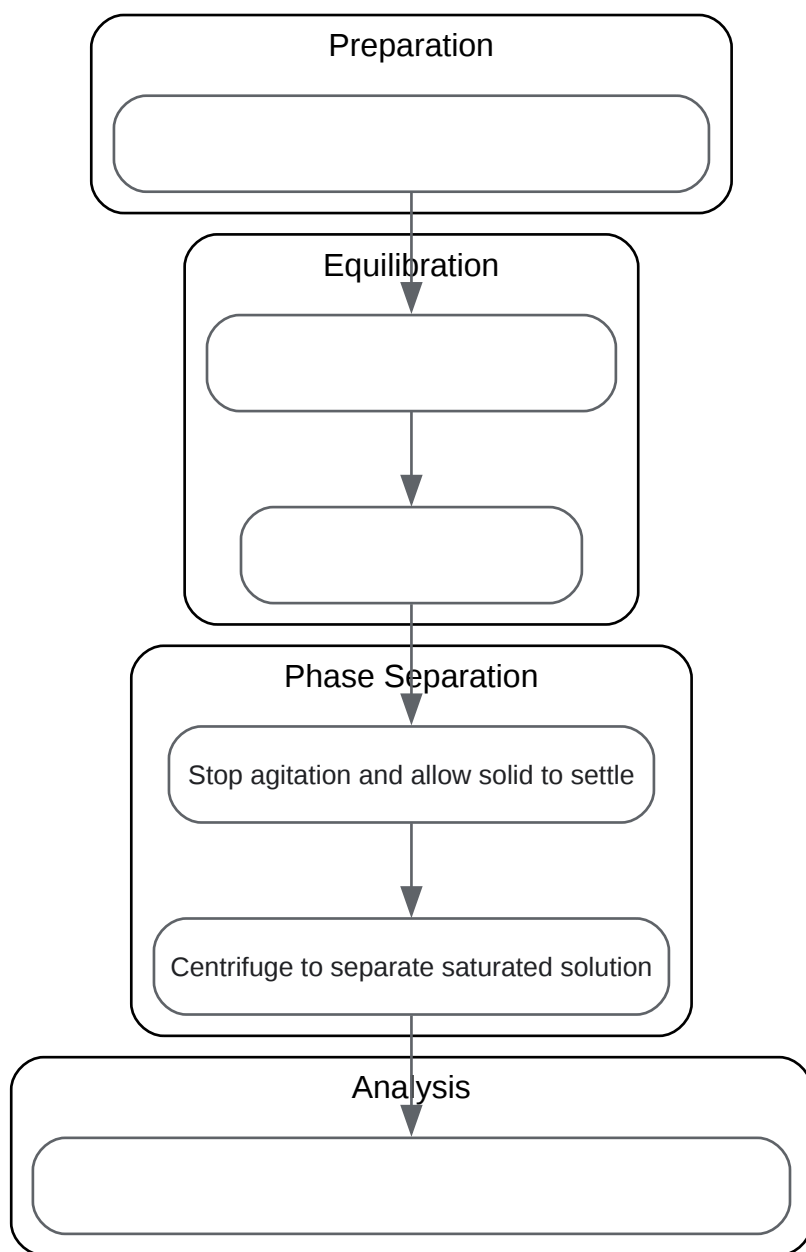 Preparation
Equilibration
Phase Separation
Stop agitation and allow solid to settle
Centrifuge to separate saturated solution
Analysis